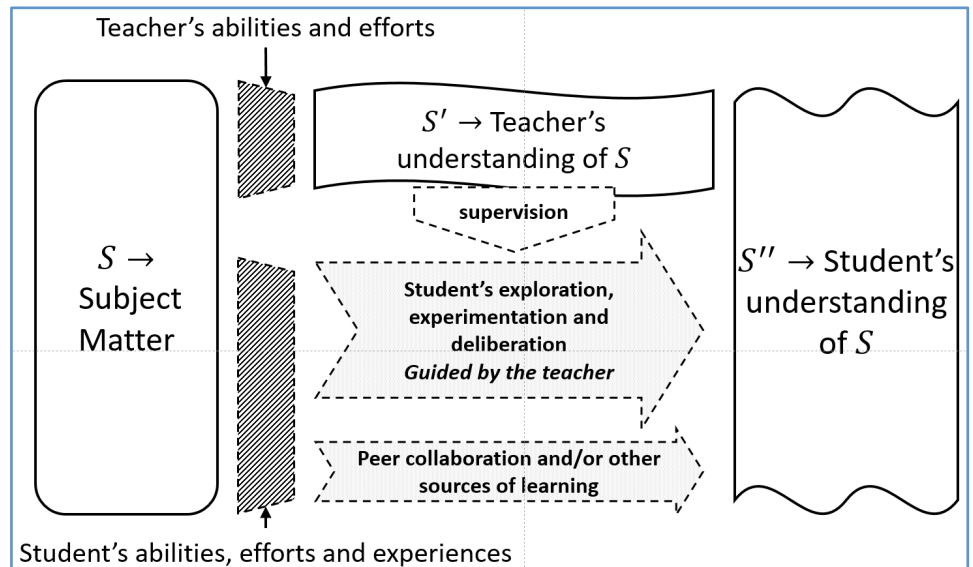 Teacher’s abilities and efforts
S →
Subject
Matter
S′ → Teacher’s
understanding of S
supervision
Student’s exploration,
experimentation and
deliberation
Guided by the teacher
Peer collaboration and/or other
sources of learning
S′′ → Student’s
understanding
of S
Student’s abilities, efforts and experiences